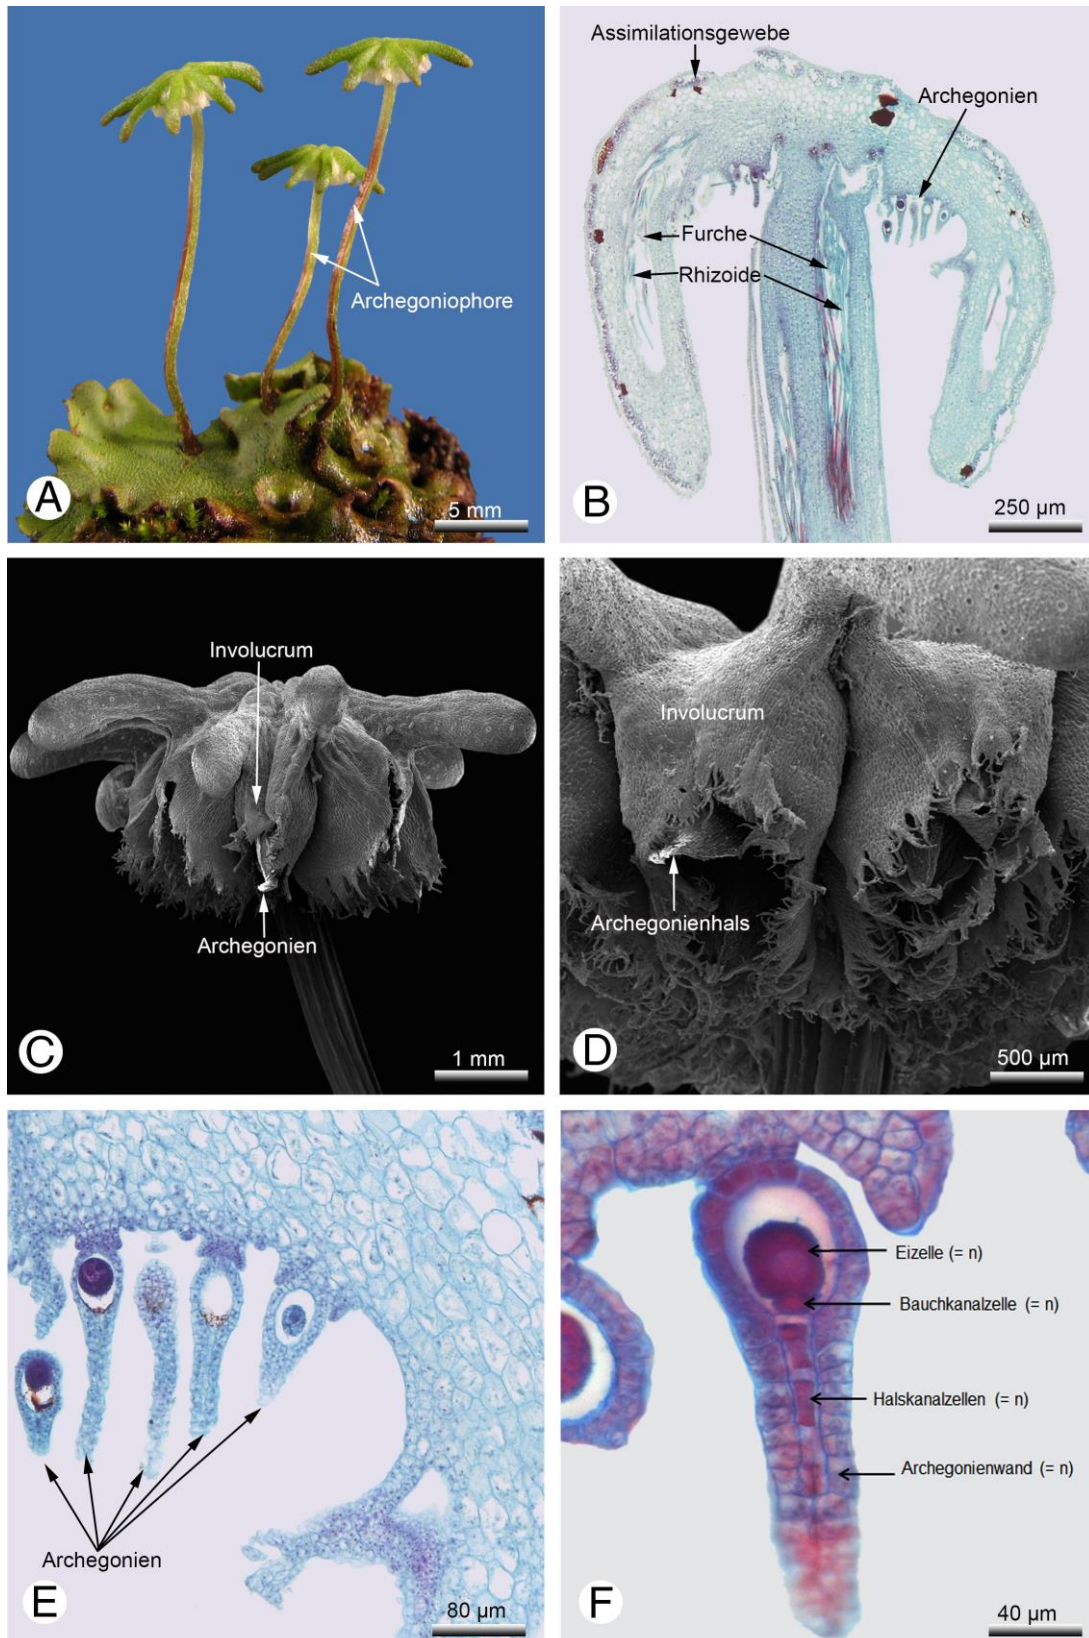 Archegoniophore
A
5 mm
Assimilationsgewebe
Archegonien
Furche
Rhizoide
B
250 µm
Involucrum
Archegonien
C
1 mm
Involucrum
Archegonienhals
D
500 µm
Archegonien
E
80 µm
Eizelle (= n)
Bauchkanalzelle (= n)
Halskanalzellen (= n)
Archegonienwand (= n)
F
40 µm